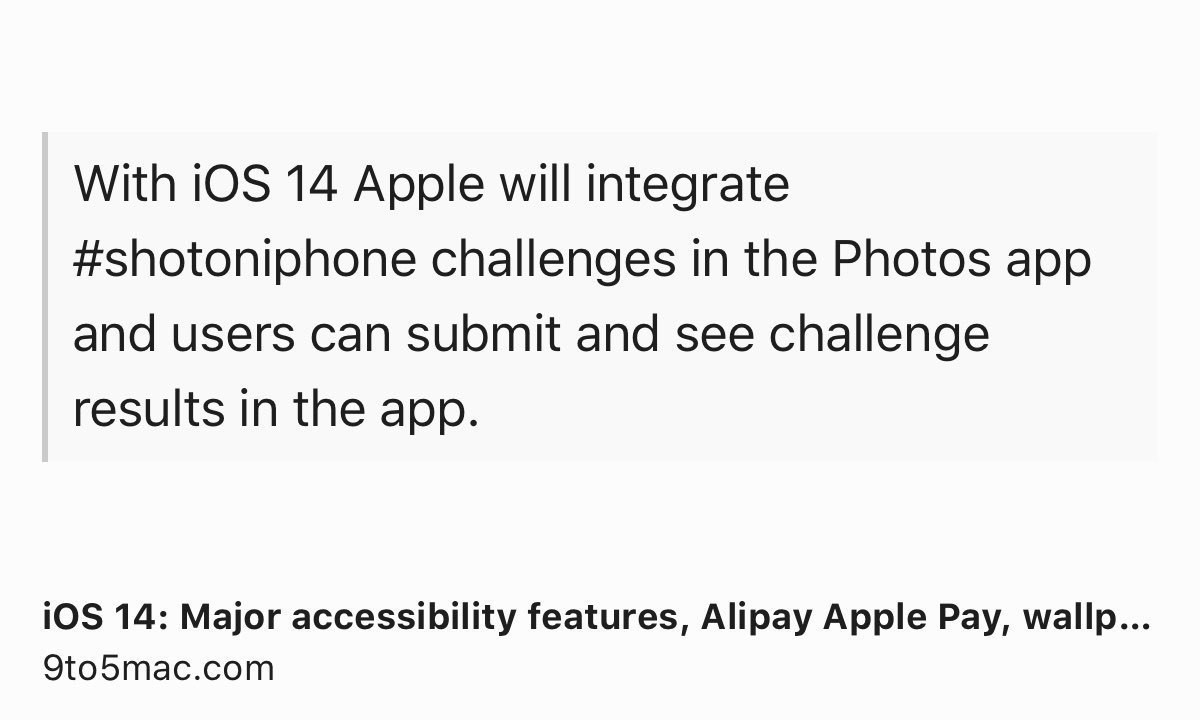 With iOS 14 Apple will integrate
#shotoniphone challenges in the Photos app
and users can submit and see challenge
results in the app.
iOS 14: Major accessibility features, Alipay Apple Pay, wallp...
9to5mac.com